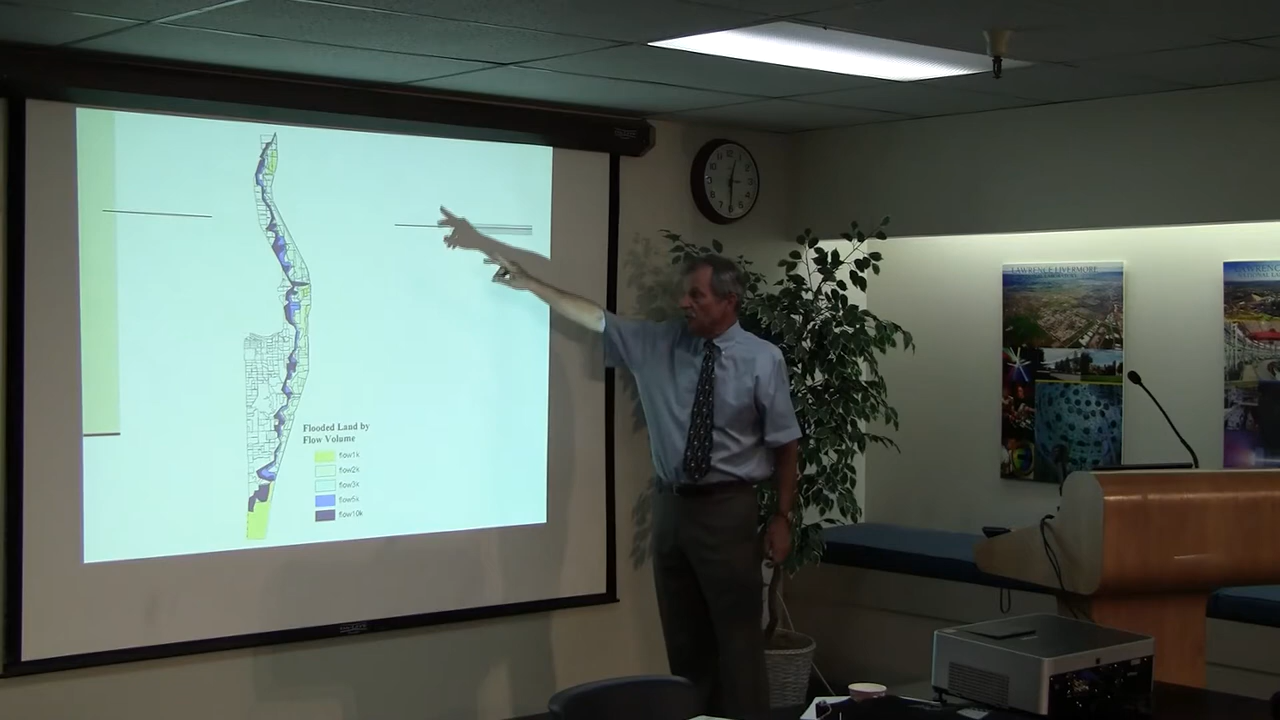 Flooded Land by
Flow Volume
flow1k
flow2k
flow3k
flow5k
flow10k
LAWRENCE LIVERMORE